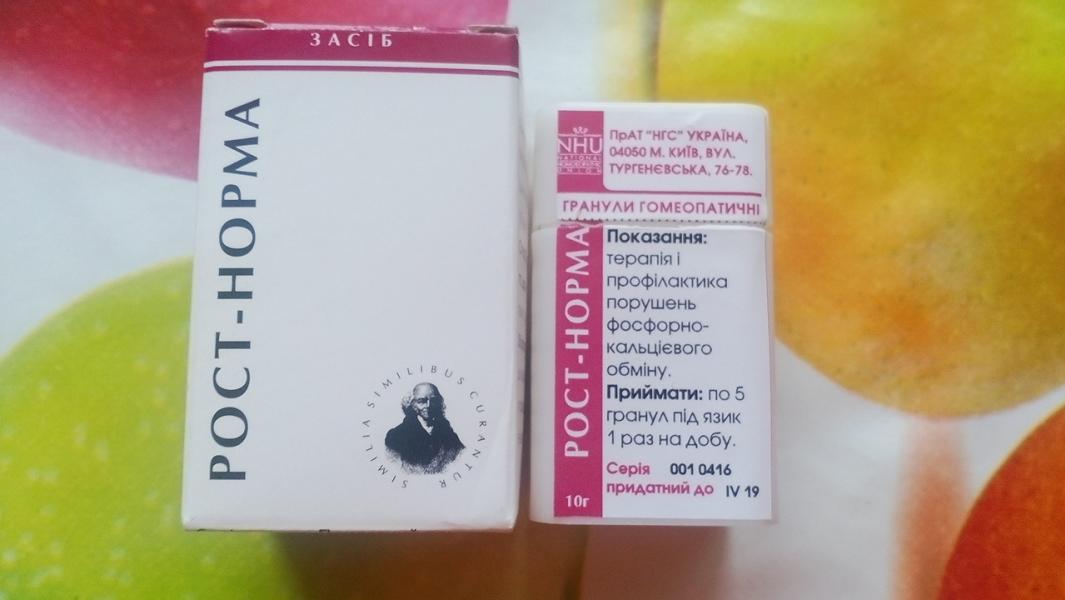 ЗАСІБ
РОСТ-НОРМА
SIMILIA SIMILIBUS CURANTUR
NHU
NATIONAL
UNION
ПрАТ "НГС" УКРАЇНА,
04050 М. КИЇВ, ВУЛ.
ТУРГЕНЄВСЬКА, 76-78.
ГРАНУЛИ ГОМЕОПАТИЧНІ
РОСТ-НОРМА
10г
Показання:
терапія і
профілактика
порушень
фосфорно-
кальцієвого
обміну.
Приймати: по 5
гранул під язик
1 раз на добу.
Серія 001 0416
придатний до IV 19